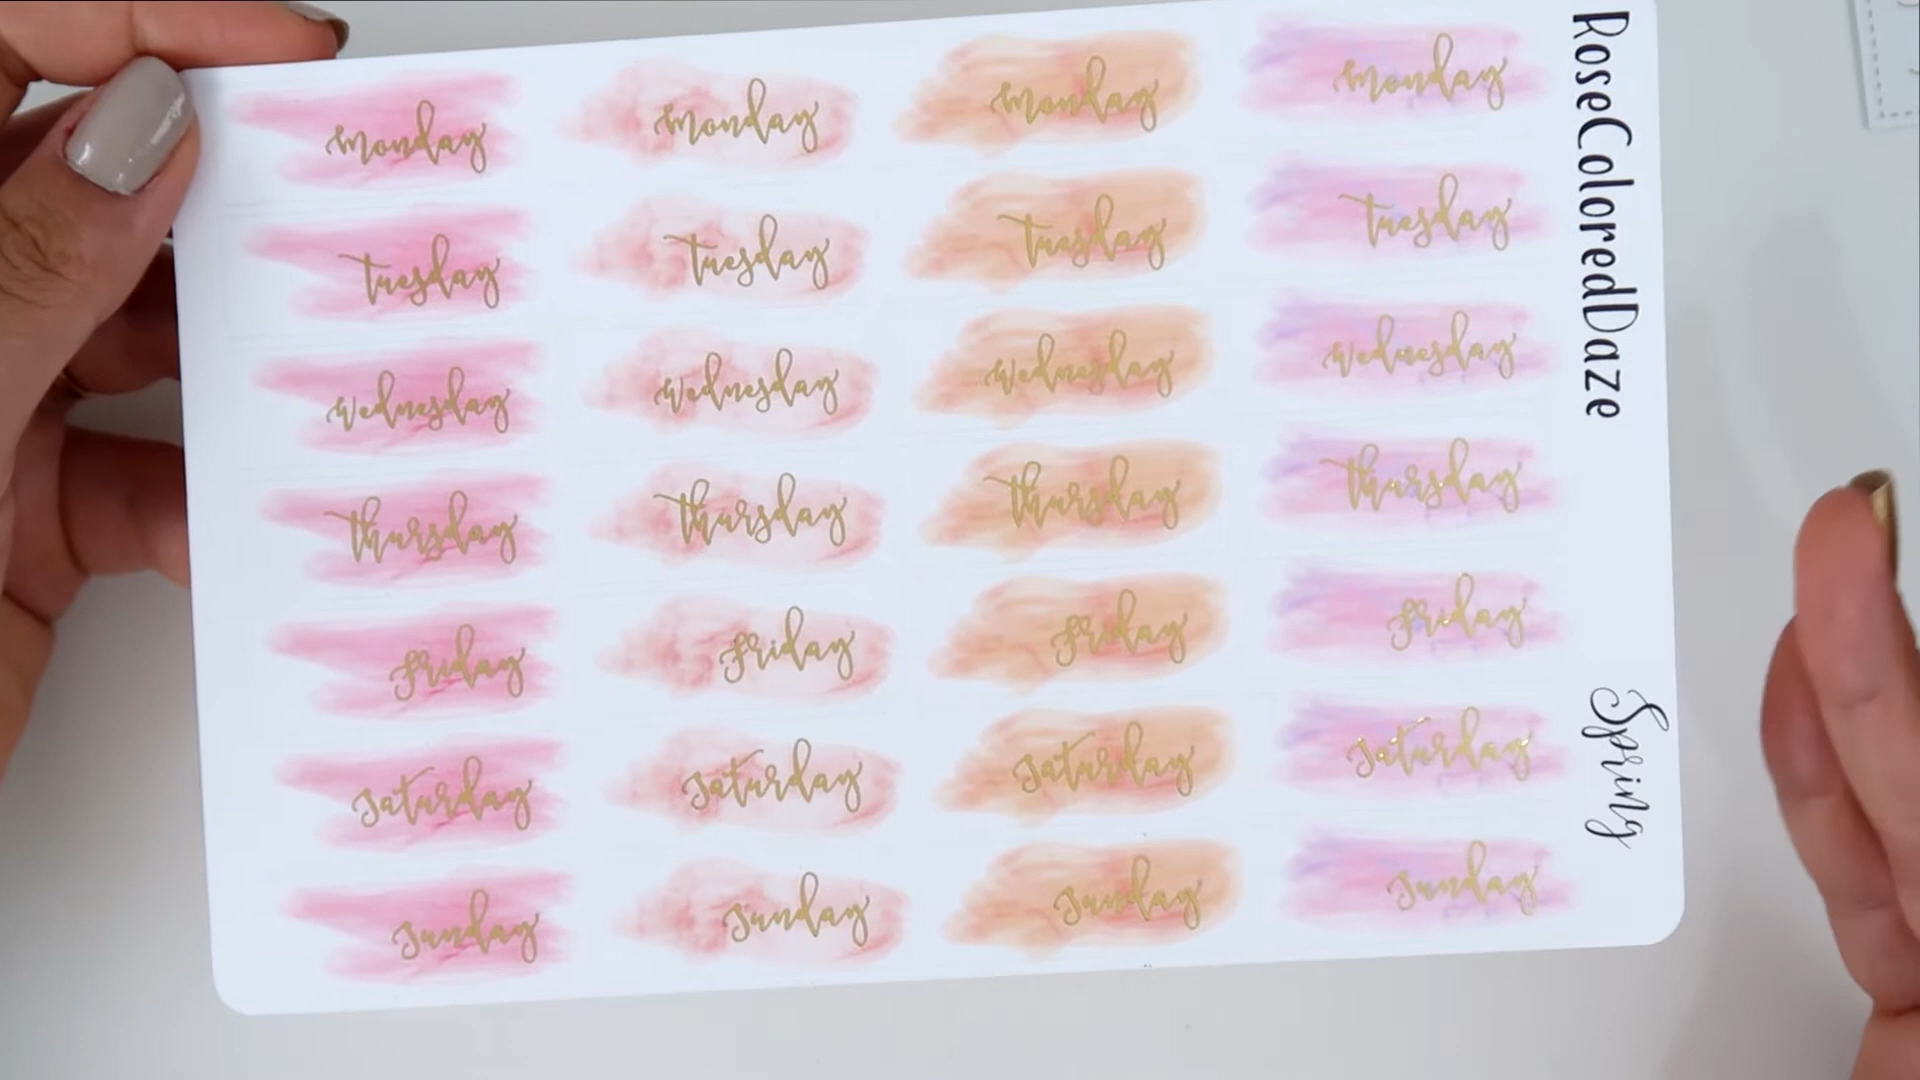 monday monday monday monday
tuesday tuesday tuesday tuesday
wednesday wednesday wednesday wednesday
thursday thursday thursday thursday
friday friday friday friday
saturday saturday saturday saturday
sunday sunday sunday sunday
RoseColoredDaze
Spring